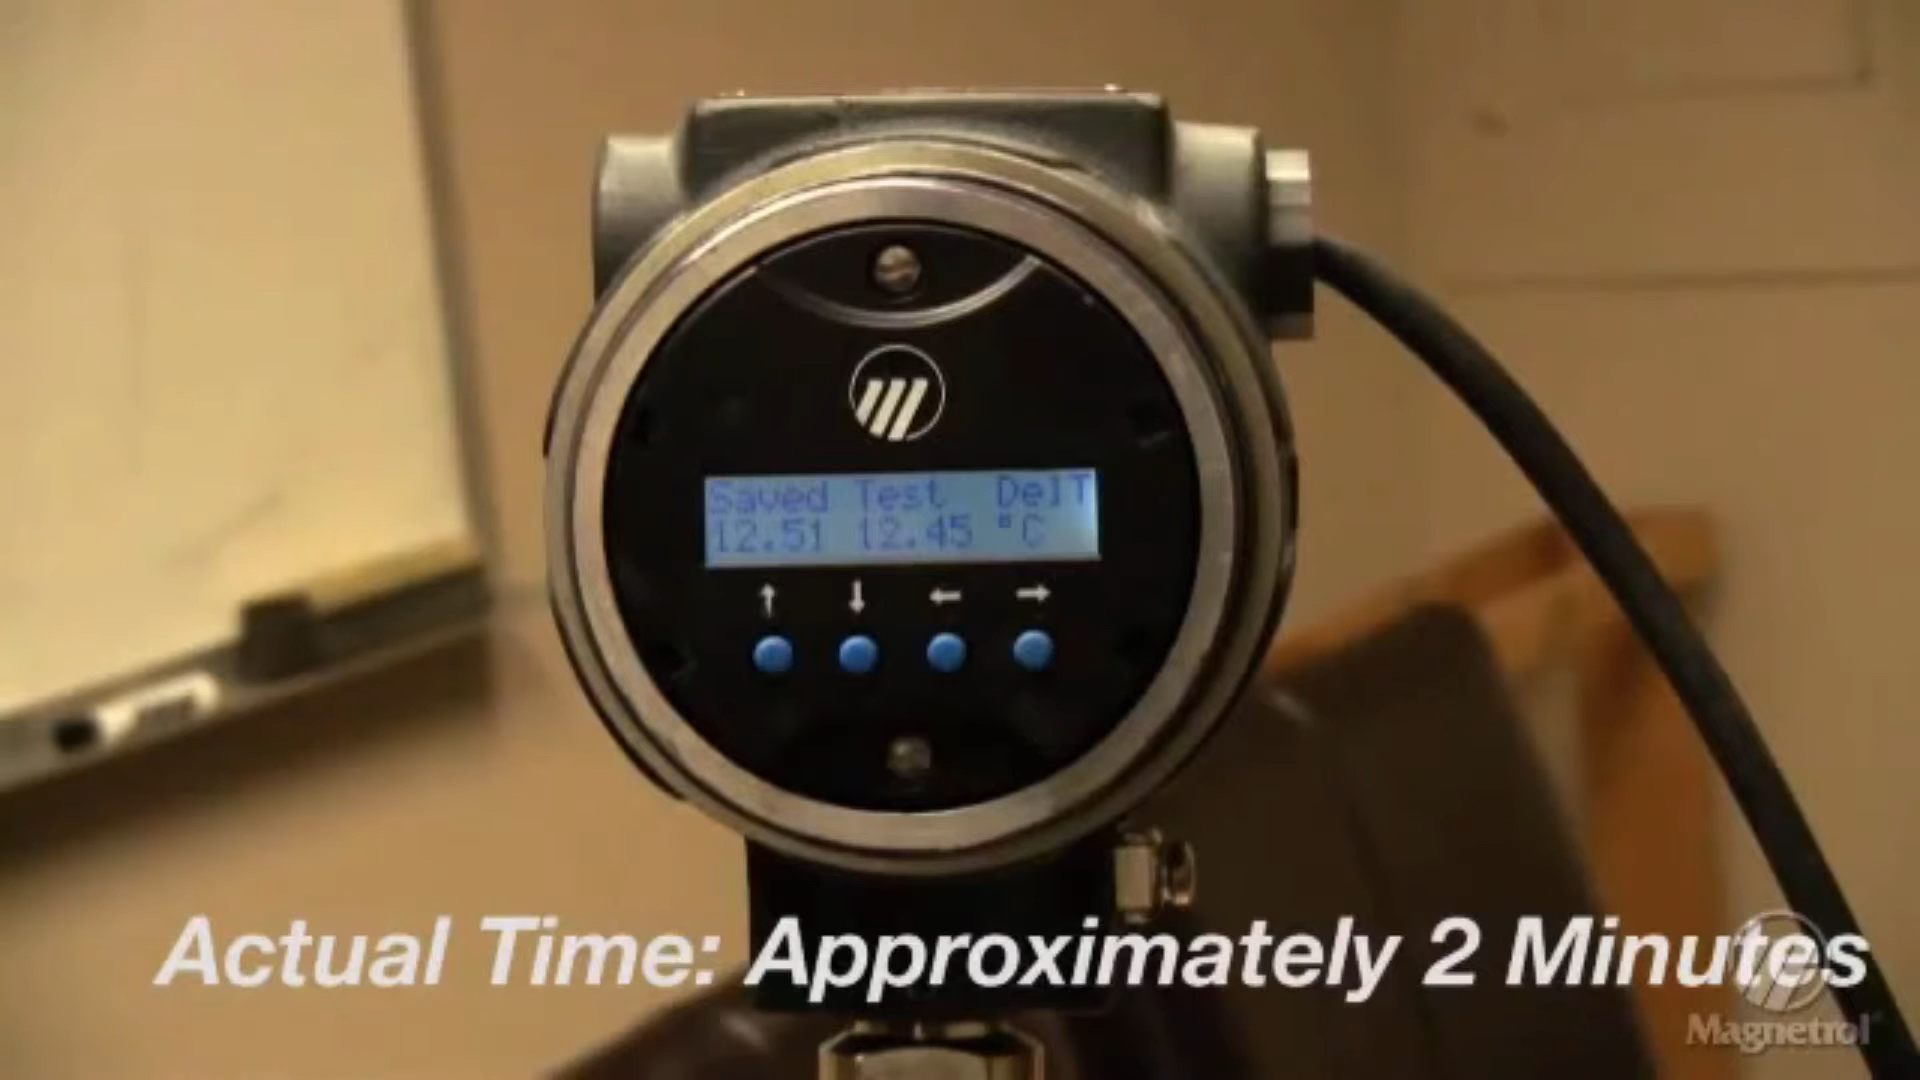 Saved Test DelT
12.51 12.45 °C
↑ ↓ ← →
Actual Time: Approximately 2 Minutes
Magnetrol